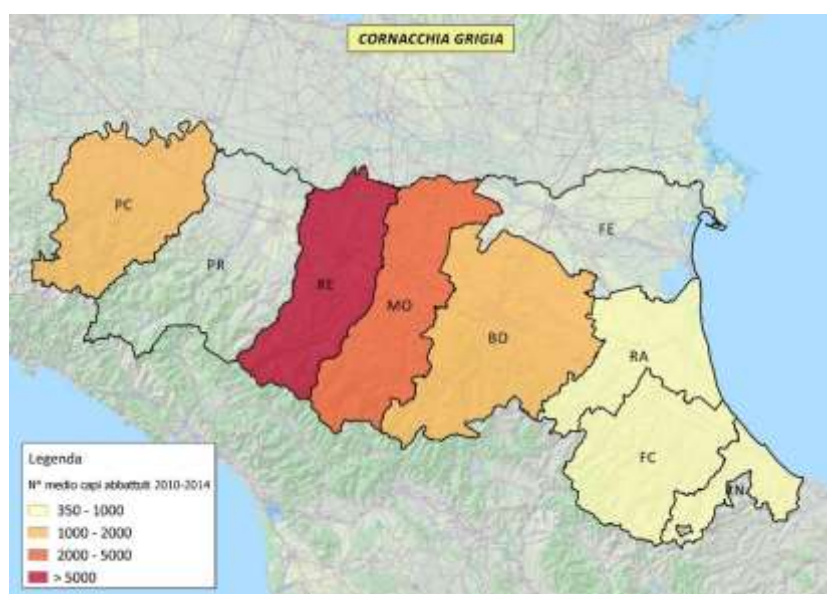 CORNACCHIA GRIGIA
PC
PR
RE
MO
BO
FE
RA
FC
RN
Legenda
N° medio capi abbattuti 2010-2014
350 - 1000
1000 - 2000
2000 - 5000
> 5000